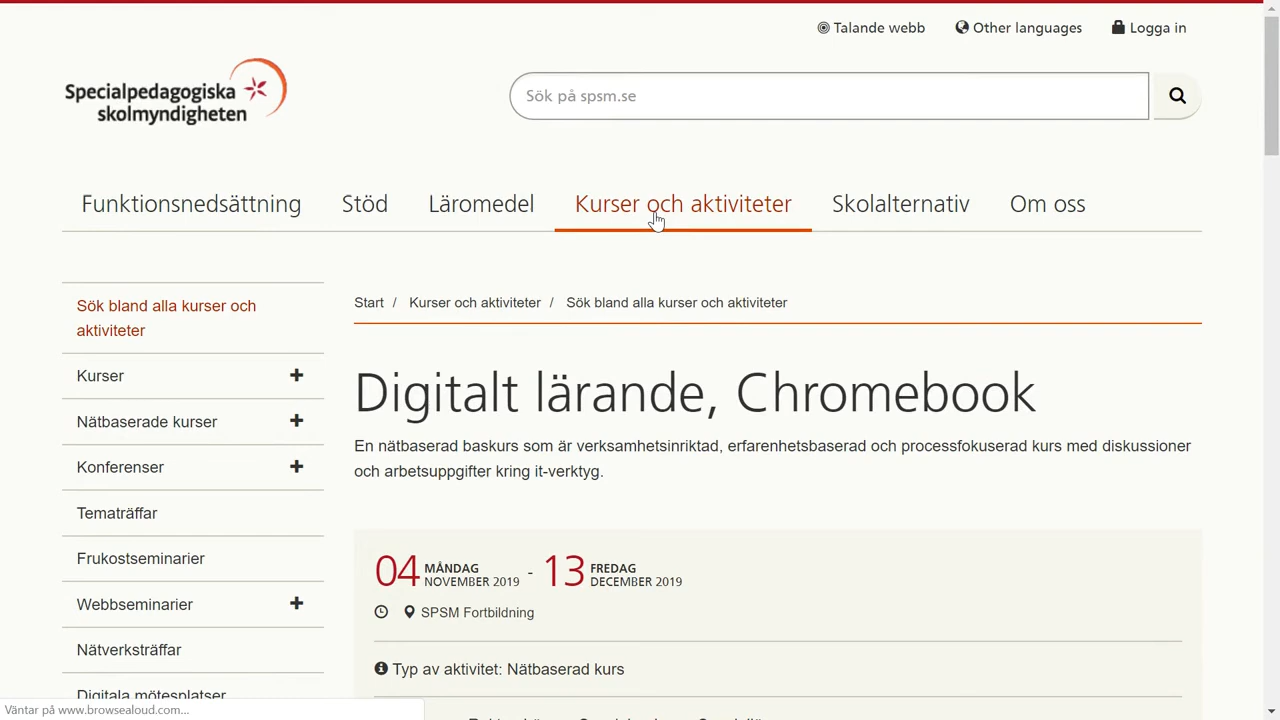 Talande webb
Other languages
Logga in
Specialpedagogiska
skolmyndigheten
Sök på spsm.se
Funktionsnedsättning
Stöd
Läromedel
Kurser och aktiviteter
Skolalternativ
Om oss
Sök bland alla kurser och
aktiviteter
Kurser
Nätbaserade kurser
Konferenser
Tematräffar
Frukostseminarier
Webbseminarier
Nätverksträffar
Digitala mötesplatser
Start / Kurser och aktiviteter / Sök bland alla kurser och aktiviteter
Digitalt lärande, Chromebook
En nätbaserad baskurs som är verksamhetsinriktad, erfarenhetsbaserad och processfokuserad kurs med diskussioner
och arbetsuppgifter kring it-verktyg.
04 MÅNDAG NOVEMBER 2019 - 13 FREDAG DECEMBER 2019
SPSM Fortbildning
Typ av aktivitet: Nätbaserad kurs
Väntar på www.browsealoud.com...